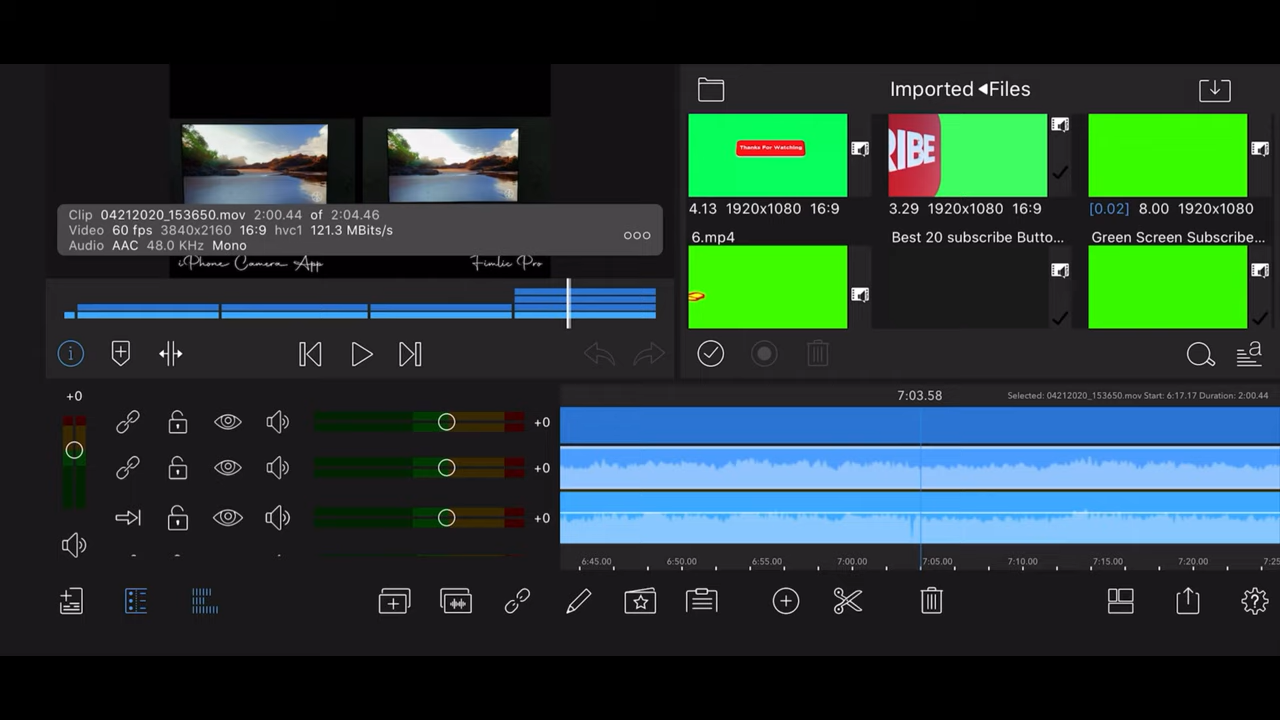 Clip 04212020_153650.mov 2:00.44 of 2:04.46
Video 60 fps 3840x2160 16:9 hvc1 121.3 MBits/s
Audio AAC 48.0 KHz Mono
iPhone Camera App
Fimlic Pro
Imported ◀Files
Thanks For Watching
RIBE
4.13 1920x1080 16:9
3.29 1920x1080 16:9
[0.02] 8.00 1920x1080
6.mp4
Best 20 subscribe Butto...
Green Screen Subscribe...
+0
7:03.58
Selected: 04212020_153650.mov Start: 6:17.17 Duration: 2:00.44
+0
+0
+0
6:45.00 6:50.00 6:55.00 7:00.00 7:05.00 7:10.00 7:15.00 7:20.00 7:25